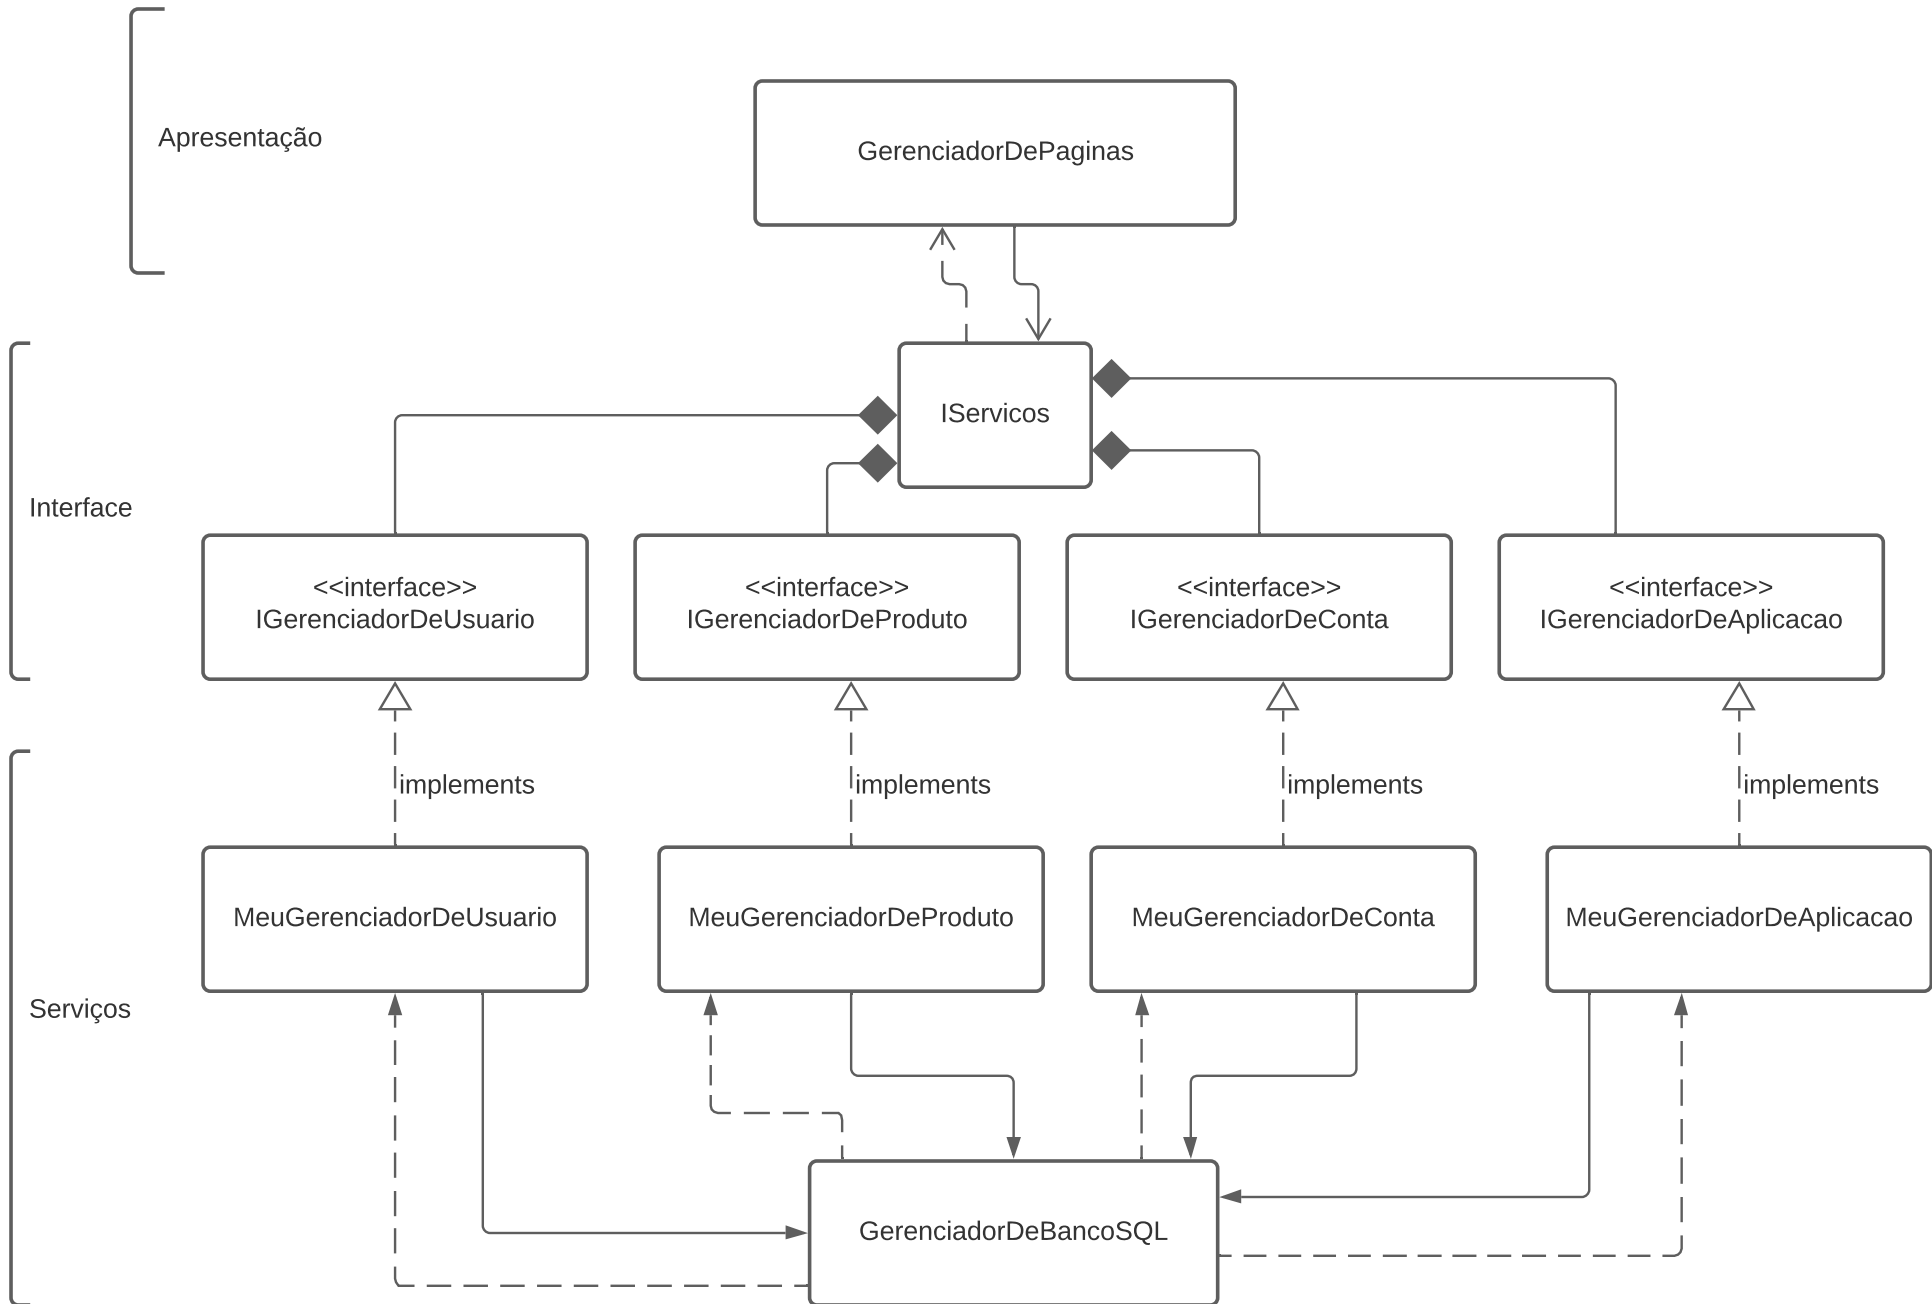 Apresentação
GerenciadorDePaginas
IServicos
Interface
<<interface>>
IGerenciadorDeUsuario
<<interface>>
IGerenciadorDeProduto
<<interface>>
IGerenciadorDeConta
<<interface>>
IGerenciadorDeAplicacao
implements
implements
implements
implements
MeuGerenciadorDeUsuario
MeuGerenciadorDeProduto
MeuGerenciadorDeConta
MeuGerenciadorDeAplicacao
Serviços
GerenciadorDeBancoSQL